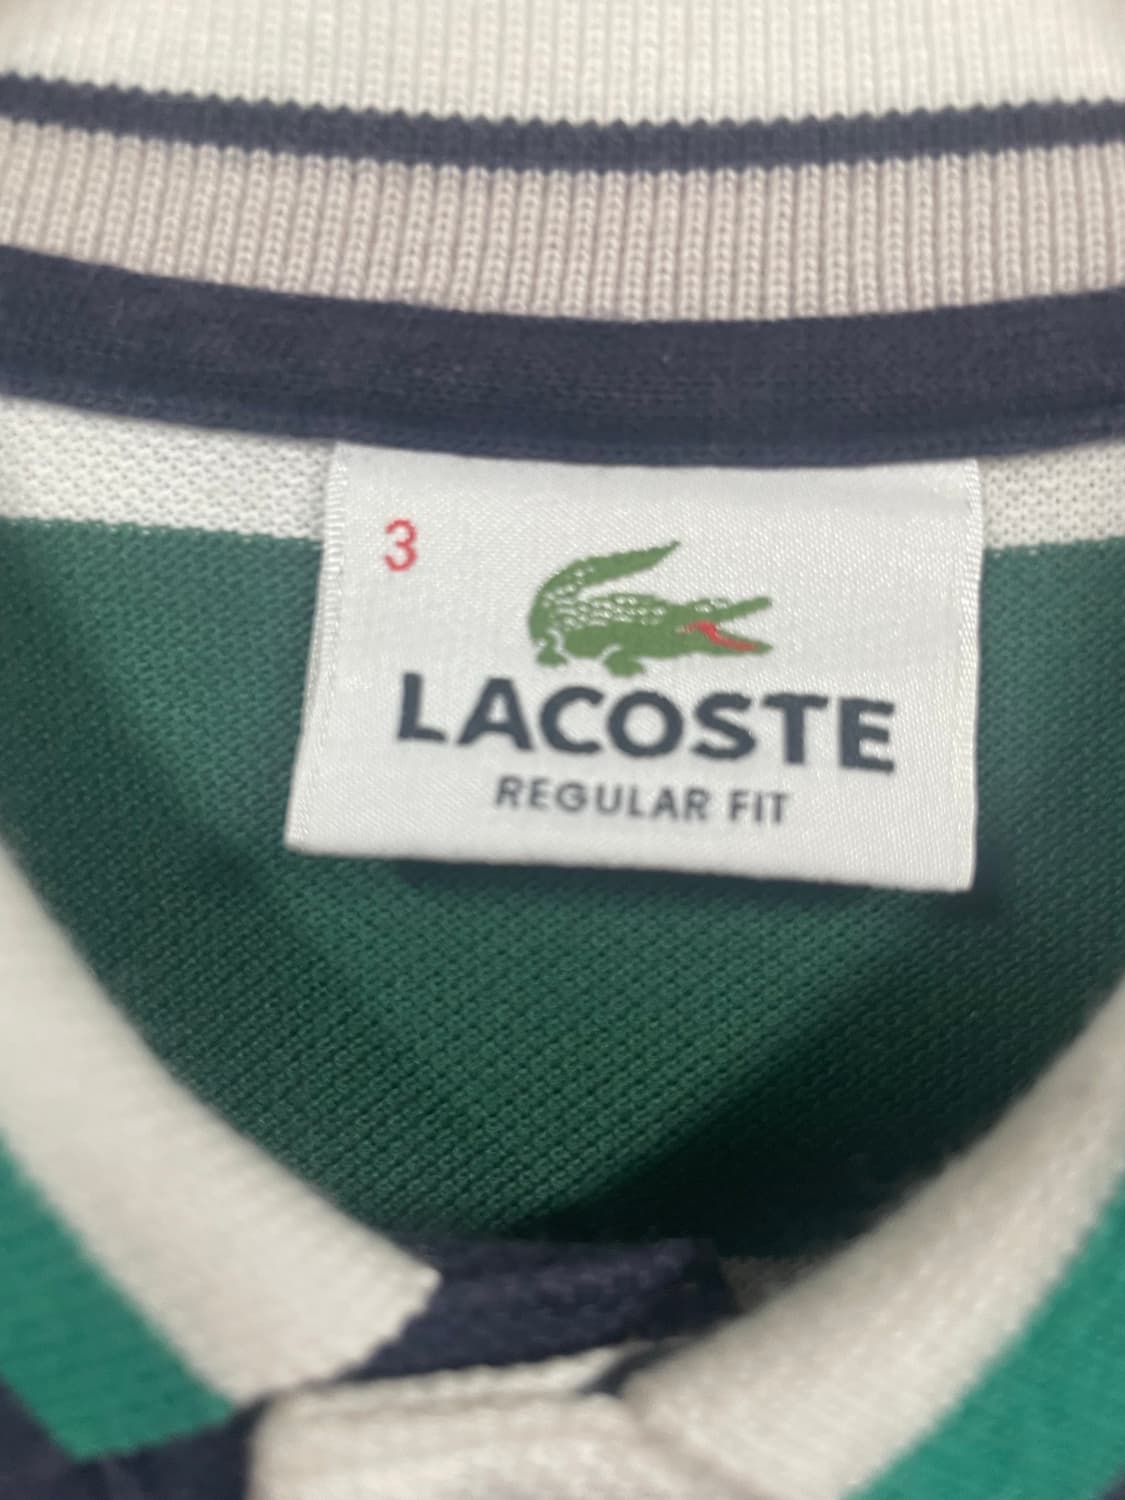 3
LACOSTE
REGULAR FIT